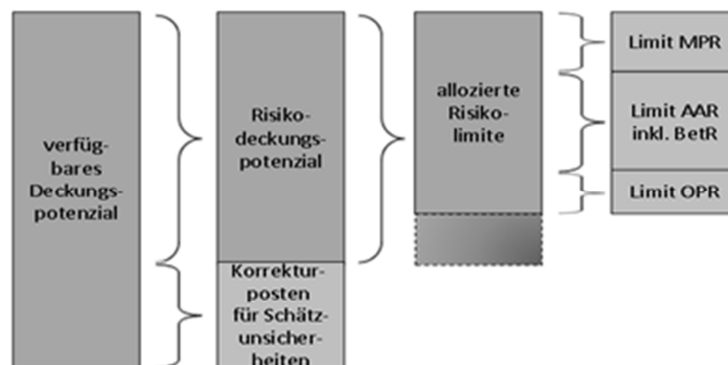 verfüg-
bares
Deckungs-
potenzial
Risiko-
deckungs-
potenzial
Korrektur-
posten
für Schätz-
unsicher-
heiten
allozierte
Risiko-
limite
Limit MPR
Limit AAR
inkl. BetR
Limit OPR